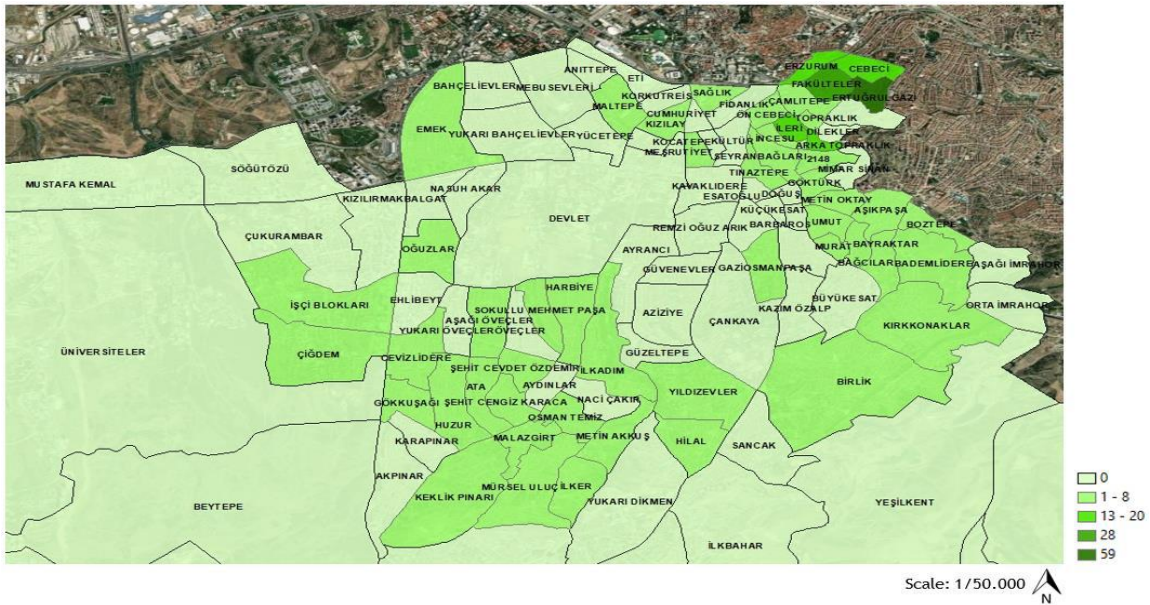 ERZURUM
CEBECİ
ANITTEPE
BAHÇELİEVLER
MEBUSEVLERİ
ETİ
FAKÜLTELER
KORKUTREİS
SAĞLIK
ERTUĞRULGAZİ
MALTEPE
FİDANLIK
ÇAMLITEPE
CUMHURİYET
ÖN CEBECİ
TOPRAKLIK
KIZILAY
EMEK
YUKARI BAHÇELİEVLER
YÜCETEPE
İLERİ
DİLEKLER
KOCATEPE
KÜLTÜR
İNCESU
MEŞRUTİYET
ARKA TOPRAKLIK
SEYRANBAĞLARI
2148
SÖĞÜTÖZÜ
TINAZTEPE
MİMAR SİNAN
MUSTAFA KEMAL
NASUH AKAR
KAVAKLIDERE
GÖKTÜRK
KIZILIRMAK
BALGAT
ESATOĞLU
DOĞUŞ
METİN OKTAY
KÜÇÜKESAT
AŞIKPAŞA
DEVLET
REMZİ OĞUZ ARIK
BARBAROS
UMUT
BOZTEPE
ÇUKURAMBAR
OĞUZLAR
AYRANCI
MURAT
BAYRAKTAR
GÜVENEVLER
GAZİOSMANPAŞA
BAĞCILAR
BADEMLİDERE
AŞAĞI İMRAHOR
HARBİYE
İŞÇİ BLOKLARI
EHLİBEYT
BÜYÜKESAT
ORTA İMRAHOR
SOKULLU MEHMET PAŞA
AZİZİYE
KAZIM ÖZALP
AŞAĞI ÖVEÇLER
ÇANKAYA
YUKARI ÖVEÇLER
ÖVEÇLER
KIRKKONAKLAR
ÜNİVERSİTELER
ÇİĞDEM
CEVİZLİDERE
GÜZELTEPE
ŞEHİT CEVDET ÖZDEMİR
İLKADIM
ATA
AYDINLAR
BİRLİK
YILDIZEVLER
GÖKKUŞAĞI
ŞEHİT CENGİZ KARACA
NACİ ÇAKIR
OSMAN TEMİZ
HUZUR
KARAPINAR
MALAZGİRT
METİN AKKUŞ
HİLAL
SANCAK
AKPINAR
MÜRSEL ULUÇ
İLKER
KEKLİK PINARI
YUKARI DİKMEN
YEŞİLKENT
BEYTEPE
İLKBAHAR
0
1 - 8
13 - 20
28
59
Scale: 1/50.000
N